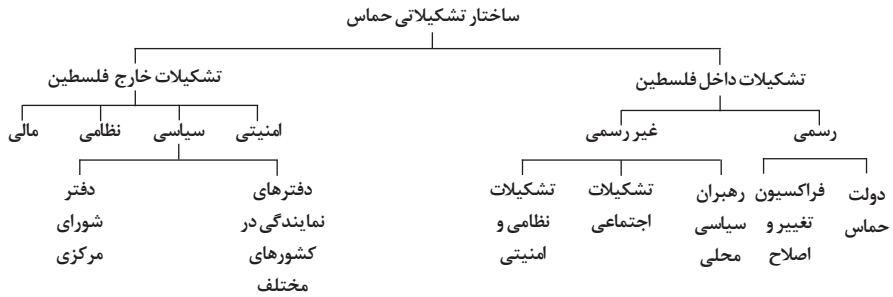 ساختار تشکیلاتی حماس
تشکیلات داخل فلسطین
تشکیلات خارج فلسطین
رسمی
غیر رسمی
امنیتی
سیاسی
نظامی
مالی
دولت
حماس
فراکسیون
تغییر و
اصلاح
رهبران
سیاسی
محلی
تشکیلات
اجتماعی
تشکیلات
نظامی و
امنیتی
دفترهای
نمایندگی در
کشورهای
مختلف
دفتر
شورای
مرکزی